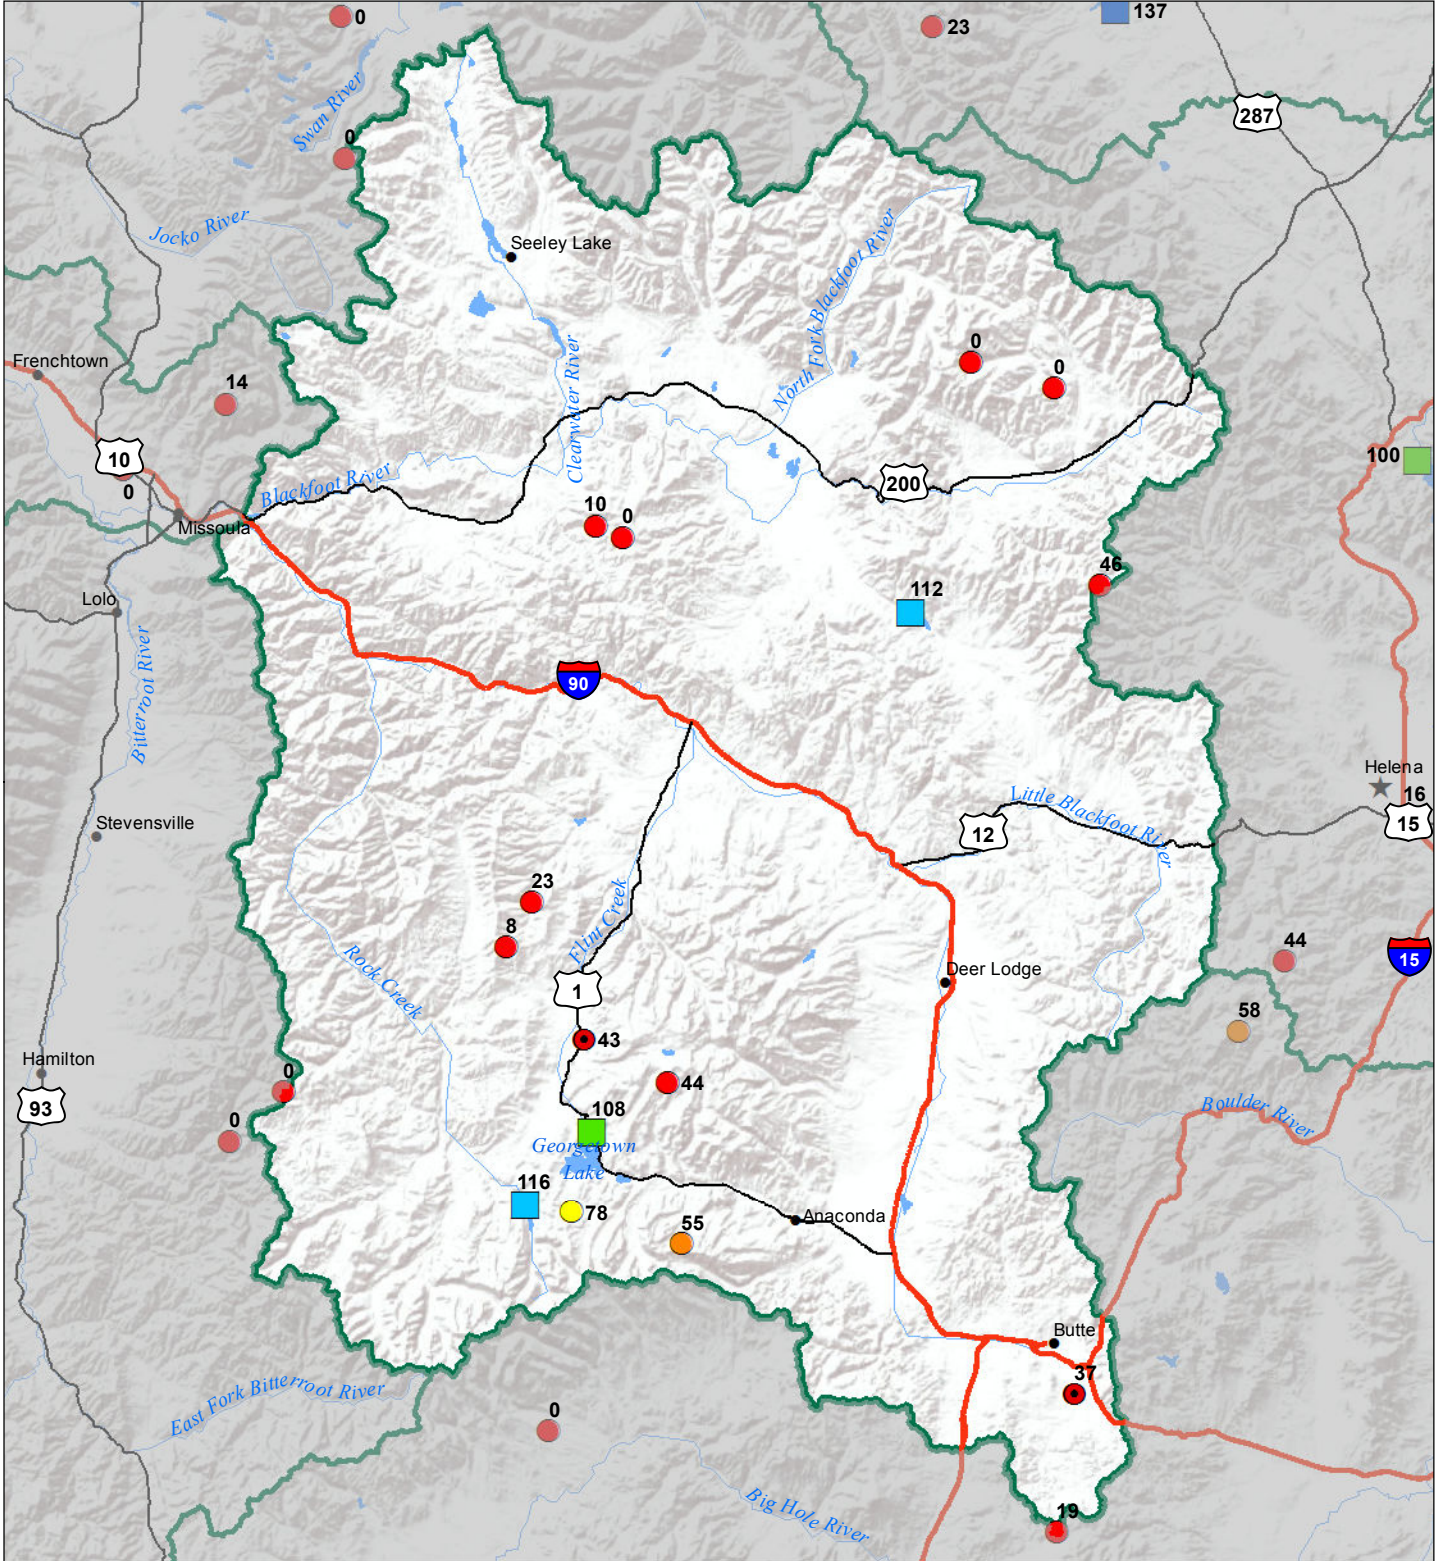 0
23
137
287
Swan River
0
Jocko River
Seeley Lake
North Fork Blackfoot River
Frenchtown
14
Clearwater River
0
0
10
0
Blackfoot River
200
100
Missoula
10
0
46
Lolo
112
Bitterroot River
90
Helena
16
15
Little Blackfoot River
12
Stevensville
23
Flint Creek
8
Rock Creek
44
15
Deer Lodge
1
58
43
Hamilton
0
44
93
0
108
Boulder River
Georgetown
Lake
116
78
55
Anaconda
Butte
37
East Fork Bitterroot River
0
Big Hole River
19